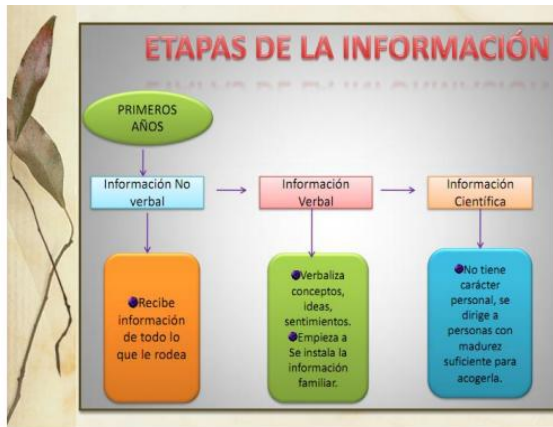 ETAPAS DE LA INFORMACIÓN
PRIMEROS
AÑOS
Información No
verbal
Información
Verbal
Información
Científica
Recibe
información
de todo lo
que le rodea
Verbaliza
conceptos,
ideas,
sentimientos.
Empieza a
Se instala la
información
familiar.
No tiene
carácter
personal, se
dirige a
personas con
madurez
suficiente para
acogerla.